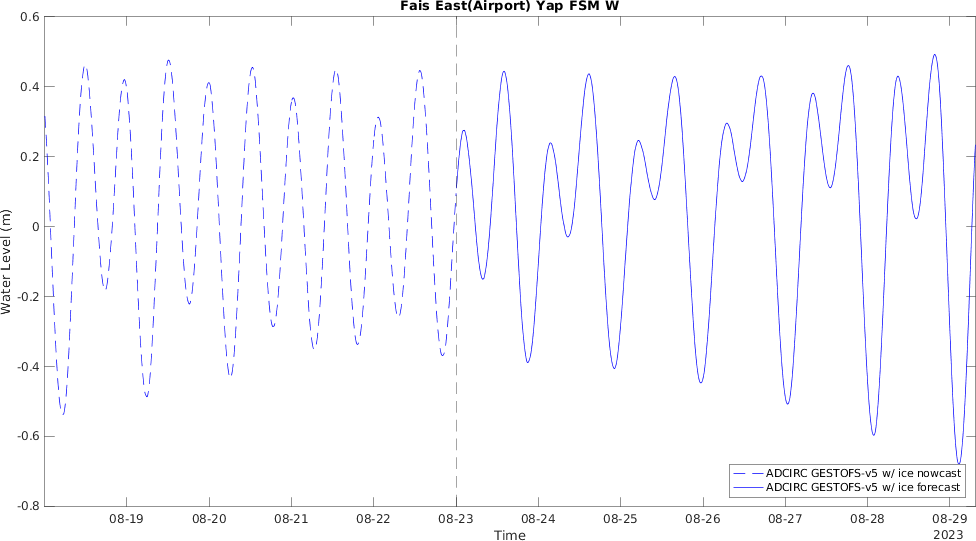 Fais East(Airport) Yap FSM W
Water Level (m)
0.6
0.4
0.2
0
-0.2
-0.4
-0.6
-0.8
ADCIRC GESTOFS-v5 w/ ice nowcast
ADCIRC GESTOFS-v5 w/ ice forecast
08-19 08-20 08-21 08-22 08-23 08-24 08-25 08-26 08-27 08-28 08-29
Time
2023